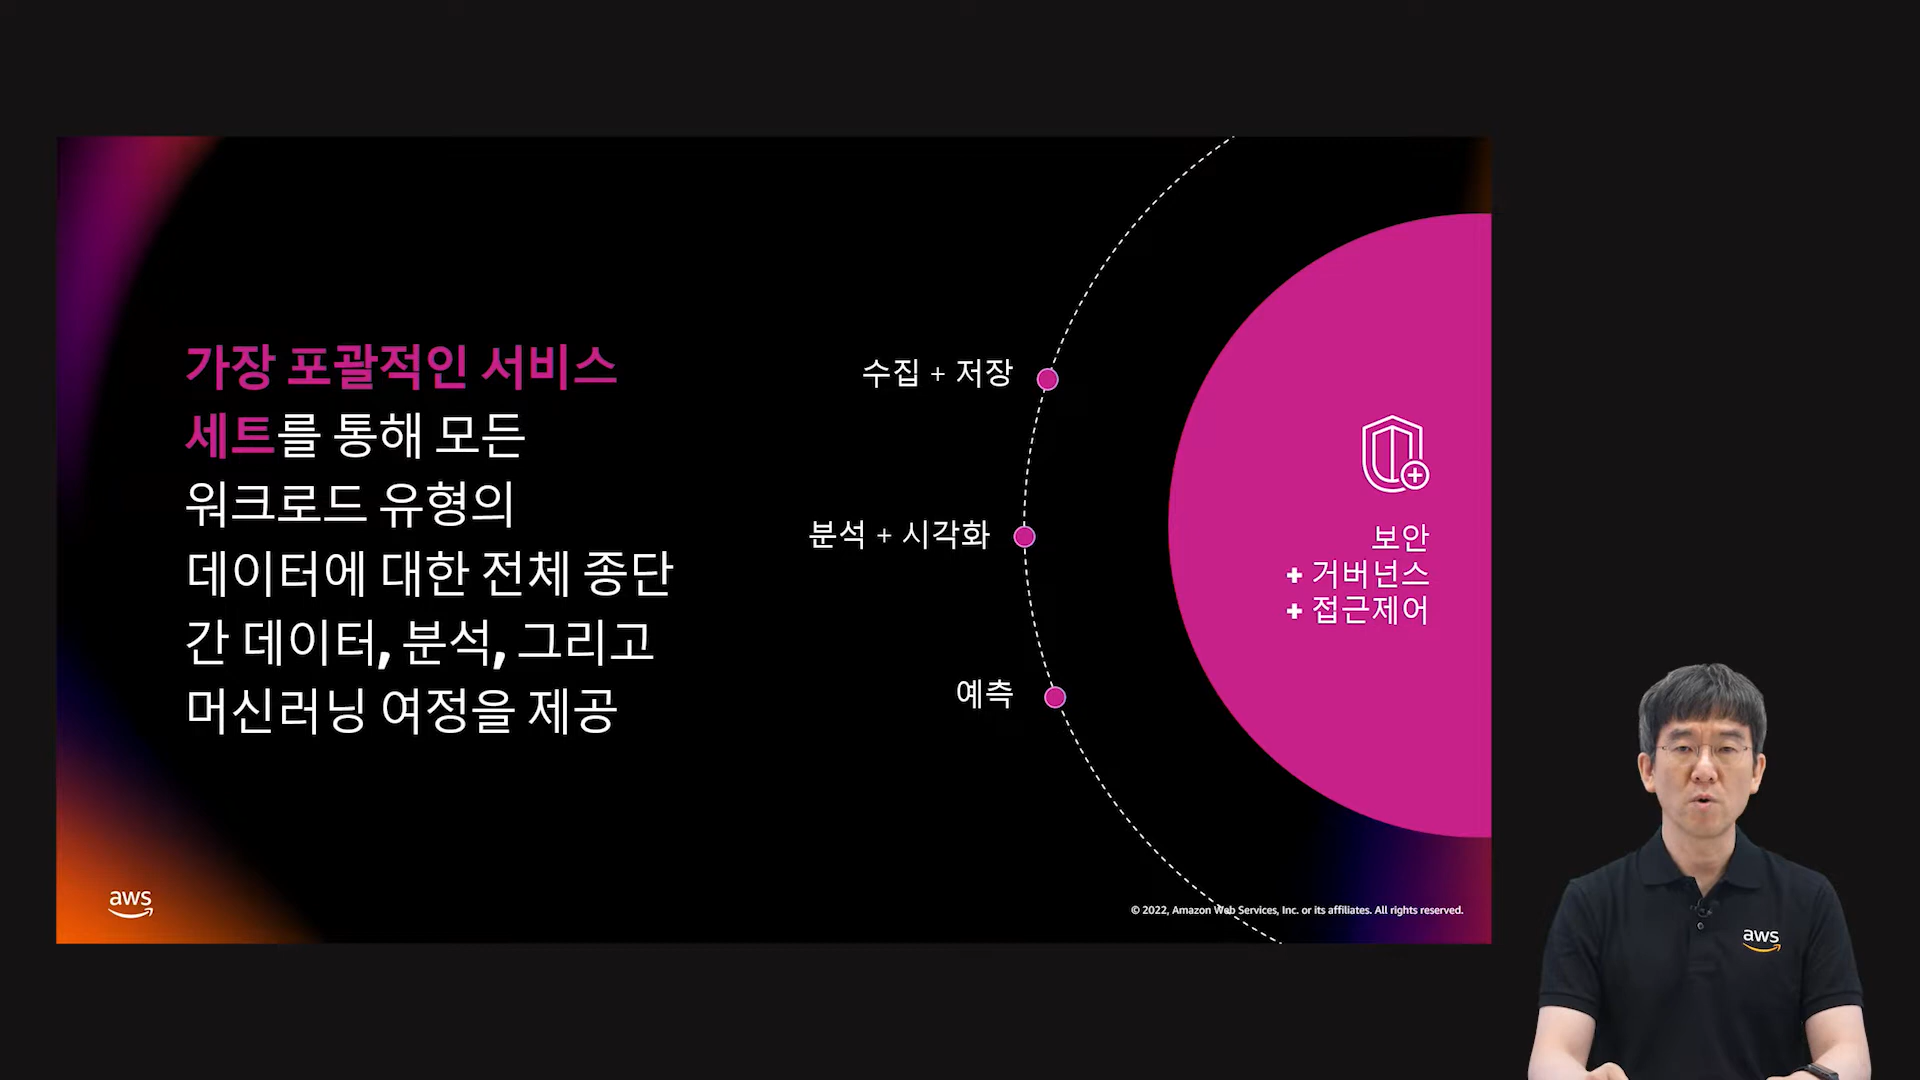 가장 포괄적인 서비스
세트를 통해 모든
워크로드 유형의
데이터에 대한 전체 종단
간 데이터, 분석, 그리고
머신러닝 여정을 제공
수집 + 저장
분석 + 시각화
예측
보안
+ 거버넌스
+ 접근제어
aws
© 2022, Amazon Web Services, Inc. or its affiliates. All rights reserved.
aws